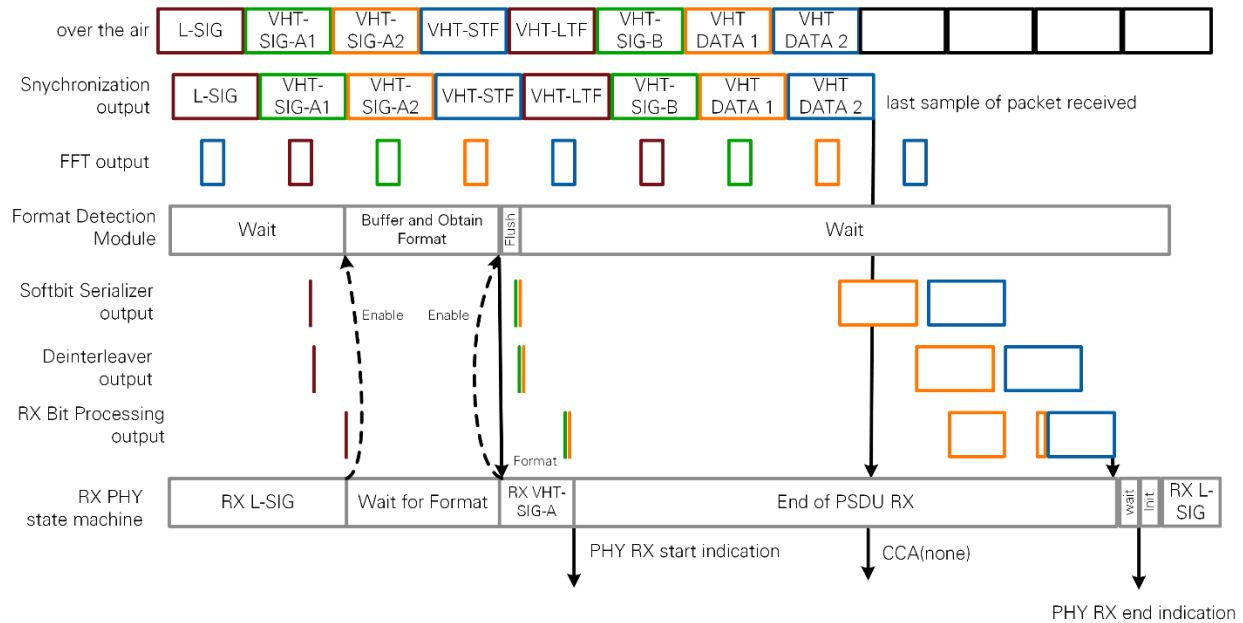 over the air
L-SIG
VHT-
SIG-A1
VHT-
SIG-A2
VHT-STF
VHT-LTF
VHT-
SIG-B
VHT
DATA 1
VHT
DATA 2
Snychronization
output
L-SIG
VHT-
SIG-A1
VHT-
SIG-A2
VHT-STF
VHT-LTF
VHT-
SIG-B
VHT
DATA 1
VHT
DATA 2
last sample of packet received
FFT output
Format Detection
Module
Wait
Buffer and Obtain
Format
Flush
Wait
Softbit Serializer
output
Enable
Enable
Deinterleaver
output
RX Bit Processing
output
Format
RX PHY
state machine
RX L-SIG
Wait for Format
RX VHT-
SIG-A
End of PSDU RX
wait
Init
RX L-
SIG
PHY RX start indication
CCA(none)
PHY RX end indication